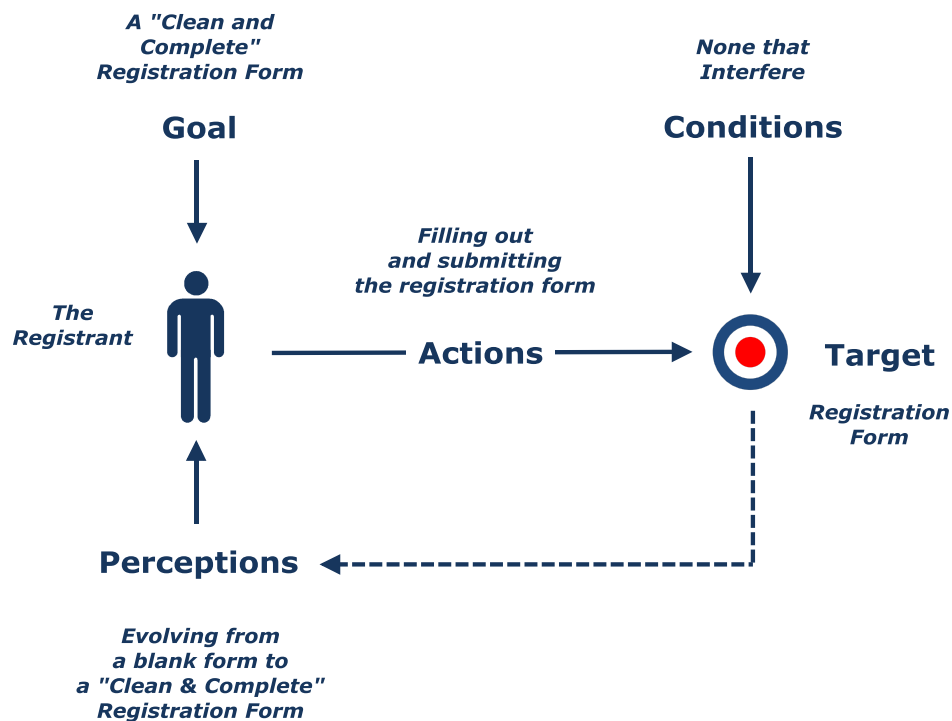 A "Clean and
Complete"
Registration Form
Goal
None that
Interfere
Conditions
Filling out
and submitting
the registration form
Actions
The
Registrant
Target
Registration
Form
Perceptions
Evolving from
a blank form to
a "Clean & Complete"
Registration Form